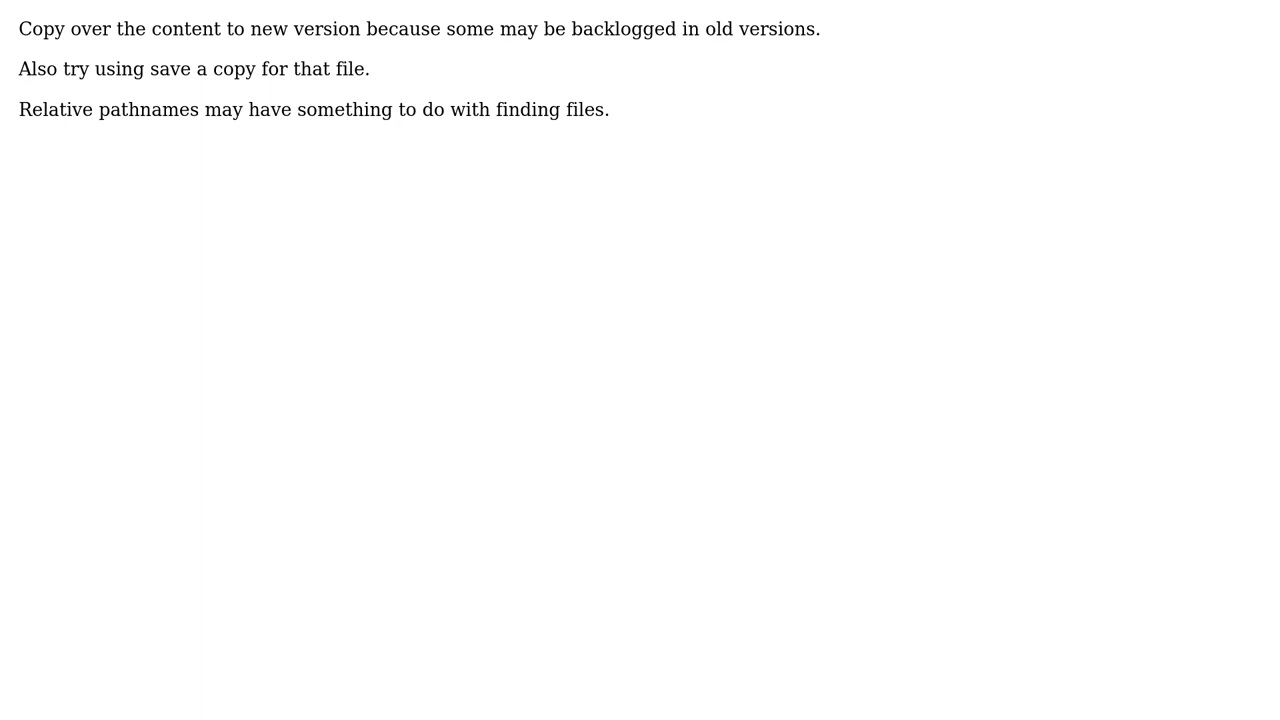 Copy over the content to new version because some may be backlogged in old versions.
Also try using save a copy for that file.
Relative pathnames may have something to do with finding files.